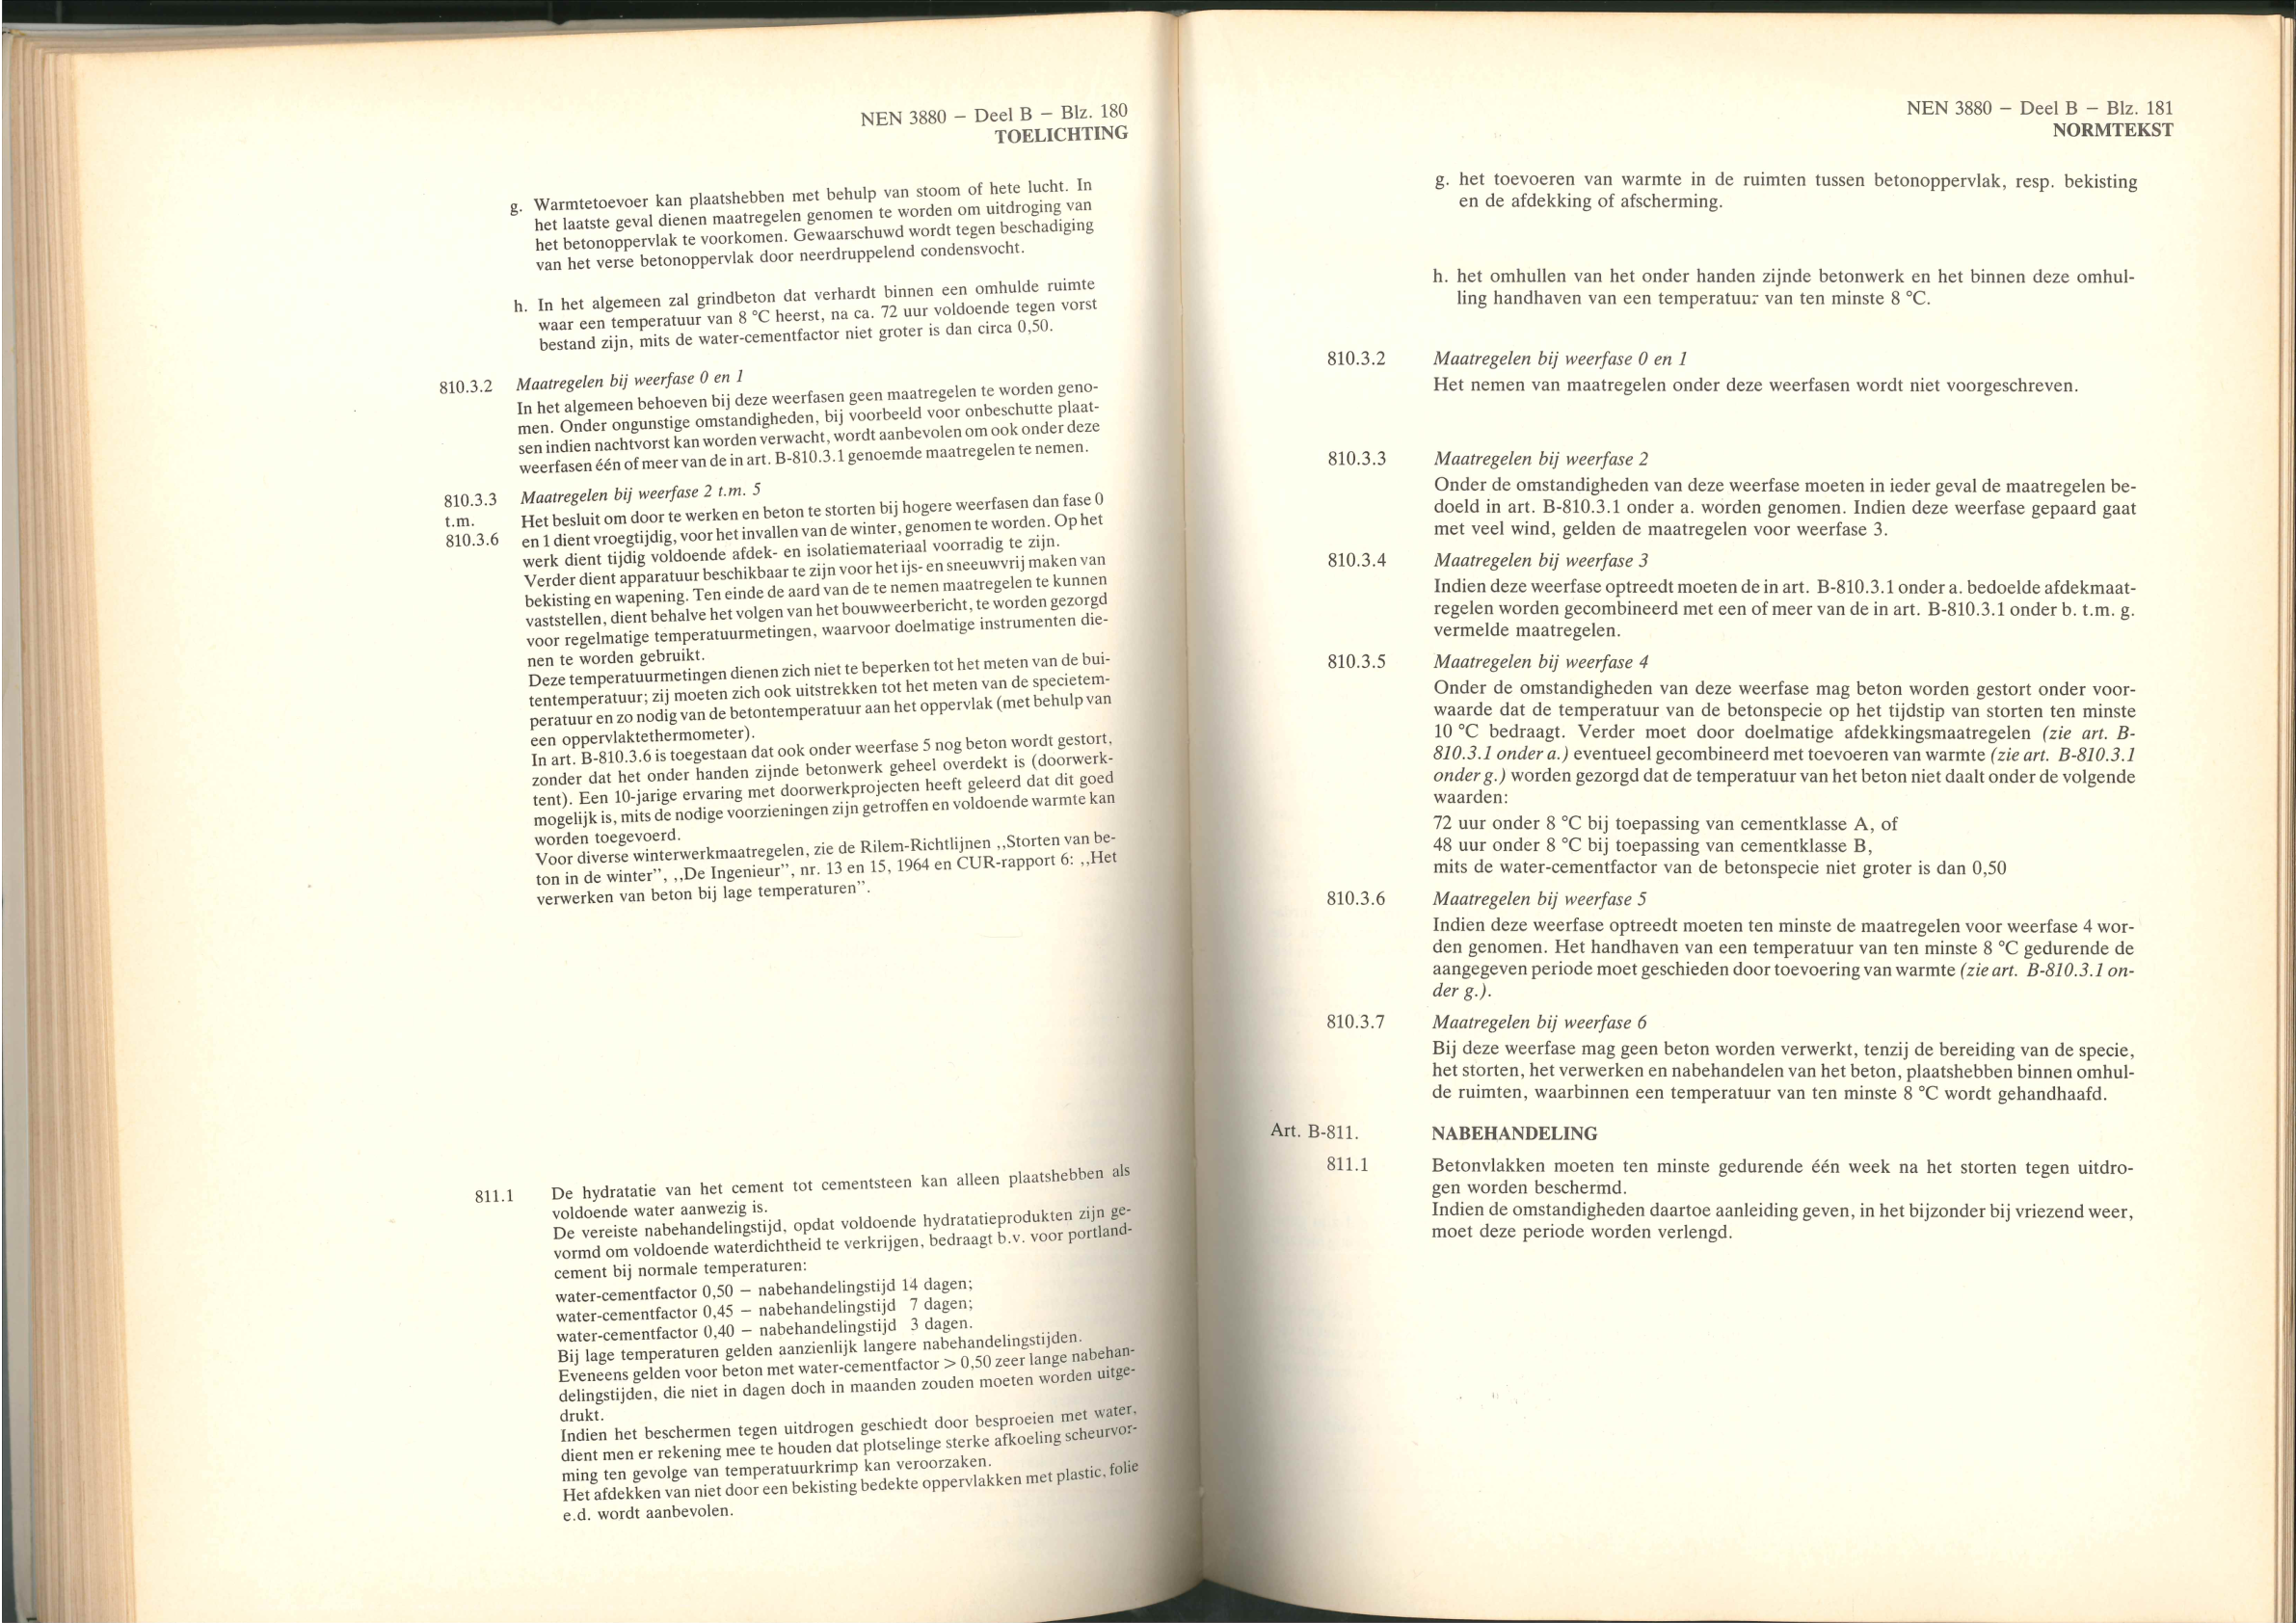 NEN 3880 — Deel B — Blz. 180
TOELICHTING
g. Warmtetoevoer kan plaatshebben met behulp van stoom of hete lucht. In
het laatste geval dienen maatregelen genomen te worden om uitdroging van
het betonoppervlak te voorkomen. Gewaarschuwd wordt tegen beschadiging
van het verse betonoppervlak door neerdruppelend condensvocht.
h. In het algemeen zal grindbeton dat verhardt binnen een omhulde ruimte
waar een temperatuur van 8 °C heerst, na ca. 72 uur voldoende tegen vorst
bestand zijn, mits de water-cementfactor niet groter is dan circa 0,50.
810.3.2 Maatregelen bij weerfase 0 en 1
In het algemeen behoeven bij deze weerfasen geen maatregelen te worden geno-
men. Onder ongunstige omstandigheden, bij voorbeeld voor onbeschutte plaat-
sen indien nachtvorst kan worden verwacht, wordt aanbevolen om ook onder deze
weerfasen één of meer van de in art. B-810.3.1 genoemde maatregelen te nemen.
810.3.3 Maatregelen bij weerfase 2 t.m. 5
t.m. Het besluit om door te werken en beton te storten bij hogere weerfasen dan fase 0
810.3.6 en 1 dient vroegtijdig, voor het invallen van de winter, genomen te worden. Op het
werk dient tijdig voldoende afdek- en isolatiemateriaal voorradig te zijn.
Verder dient apparatuur beschikbaar te zijn voor het ijs- en sneeuwvrij maken van
bekisting en wapening. Ten einde de aard van de te nemen maatregelen te kunnen
vaststellen, dient behalve het volgen van het bouwweerbericht, te worden gezorgd
voor regelmatige temperatuurmetingen, waarvoor doelmatige instrumenten die-
nen te worden gebruikt.
Deze temperatuurmetingen dienen zich niet te beperken tot het meten van de bui-
tentemperatuur; zij moeten zich ook uitstrekken tot het meten van de specietem-
peratuur en zo nodig van de betontemperatuur aan het oppervlak (met behulp van
een oppervlaktethermometer).
In art. B-810.3.6 is toegestaan dat ook onder weerfase 5 nog beton wordt gestort,
zonder dat het onder handen zijnde betonwerk geheel overdekt is (doorwerk-
tent). Een 10-jarige ervaring met doorwerkprojecten heeft geleerd dat dit goed
mogelijk is, mits de nodige voorzieningen zijn getroffen en voldoende warmte kan
worden toegevoerd.
Voor diverse winterwerkmaatregelen, zie de Rilem-Richtlijnen ,,Storten van be-
ton in de winter”, ,,De Ingenieur”, nr. 13 en 15, 1964 en CUR-rapport 6: ,,Het
verwerken van beton bij lage temperaturen”.
811.1 De hydratatie van het cement tot cementsteen kan alleen plaatshebben als
voldoende water aanwezig is.
De vereiste nabehandelingstijd, opdat voldoende hydratatieprodukten zijn ge-
vormd om voldoende waterdichtheid te verkrijgen, bedraagt b.v. voor portland-
cement bij normale temperaturen:
water-cementfactor 0,50 — nabehandelingstijd 14 dagen;
water-cementfactor 0,45 — nabehandelingstijd 7 dagen;
water-cementfactor 0,40 — nabehandelingstijd 3 dagen.
Bij lage temperaturen gelden aanzienlijk langere nabehandelingstijden.
Eveneens gelden voor beton met water-cementfactor > 0,50 zeer lange nabehan-
delingstijden, die niet in dagen doch in maanden zouden moeten worden uitge-
drukt.
Indien het beschermen tegen uitdrogen geschiedt door besproeien met water,
dient men er rekening mee te houden dat plotselinge sterke afkoeling scheurvor-
ming ten gevolge van temperatuurkrimp kan veroorzaken.
Het afdekken van niet door een bekisting bedekte oppervlakken met plastic, folie
e.d. wordt aanbevolen.
NEN 3880 — Deel B — Blz. 181
NORMTEKST
g. het toevoeren van warmte in de ruimten tussen betonoppervlak, resp. bekisting
en de afdekking of afscherming.
h. het omhullen van het onder handen zijnde betonwerk en het binnen deze omhul-
ling handhaven van een temperatuur van ten minste 8 °C.
810.3.2 Maatregelen bij weerfase 0 en 1
Het nemen van maatregelen onder deze weerfasen wordt niet voorgeschreven.
810.3.3 Maatregelen bij weerfase 2
Onder de omstandigheden van deze weerfase moeten in ieder geval de maatregelen be-
doeld in art. B-810.3.1 onder a. worden genomen. Indien deze weerfase gepaard gaat
met veel wind, gelden de maatregelen voor weerfase 3.
810.3.4 Maatregelen bij weerfase 3
Indien deze weerfase optreedt moeten de in art. B-810.3.1 onder a. bedoelde afdekmaat-
regelen worden gecombineerd met een of meer van de in art. B-810.3.1 onder b. t.m. g.
vermelde maatregelen.
810.3.5 Maatregelen bij weerfase 4
Onder de omstandigheden van deze weerfase mag beton worden gestort onder voor-
waarde dat de temperatuur van de betonspecie op het tijdstip van storten ten minste
10 °C bedraagt. Verder moet door doelmatige afdekkingsmaatregelen (zie art. B-
810.3.1 onder a.) eventueel gecombineerd met toevoeren van warmte (zie art. B-810.3.1
onder g.) worden gezorgd dat de temperatuur van het beton niet daalt onder de volgende
waarden:
72 uur onder 8 °C bij toepassing van cementklasse A, of
48 uur onder 8 °C bij toepassing van cementklasse B,
mits de water-cementfactor van de betonspecie niet groter is dan 0,50
810.3.6 Maatregelen bij weerfase 5
Indien deze weerfase optreedt moeten ten minste de maatregelen voor weerfase 4 wor-
den genomen. Het handhaven van een temperatuur van ten minste 8 °C gedurende de
aangegeven periode moet geschieden door toevoering van warmte (zie art. B-810.3.1 on-
der g.).
810.3.7 Maatregelen bij weerfase 6
Bij deze weerfase mag geen beton worden verwerkt, tenzij de bereiding van de specie,
het storten, het verwerken en nabehandelen van het beton, plaatshebben binnen omhul-
de ruimten, waarbinnen een temperatuur van ten minste 8 °C wordt gehandhaafd.
Art. B-811. NABEHANDELING
811.1 Betonvlakken moeten ten minste gedurende één week na het storten tegen uitdro-
gen worden beschermd.
Indien de omstandigheden daartoe aanleiding geven, in het bijzonder bij vriezend weer,
moet deze periode worden verlengd.